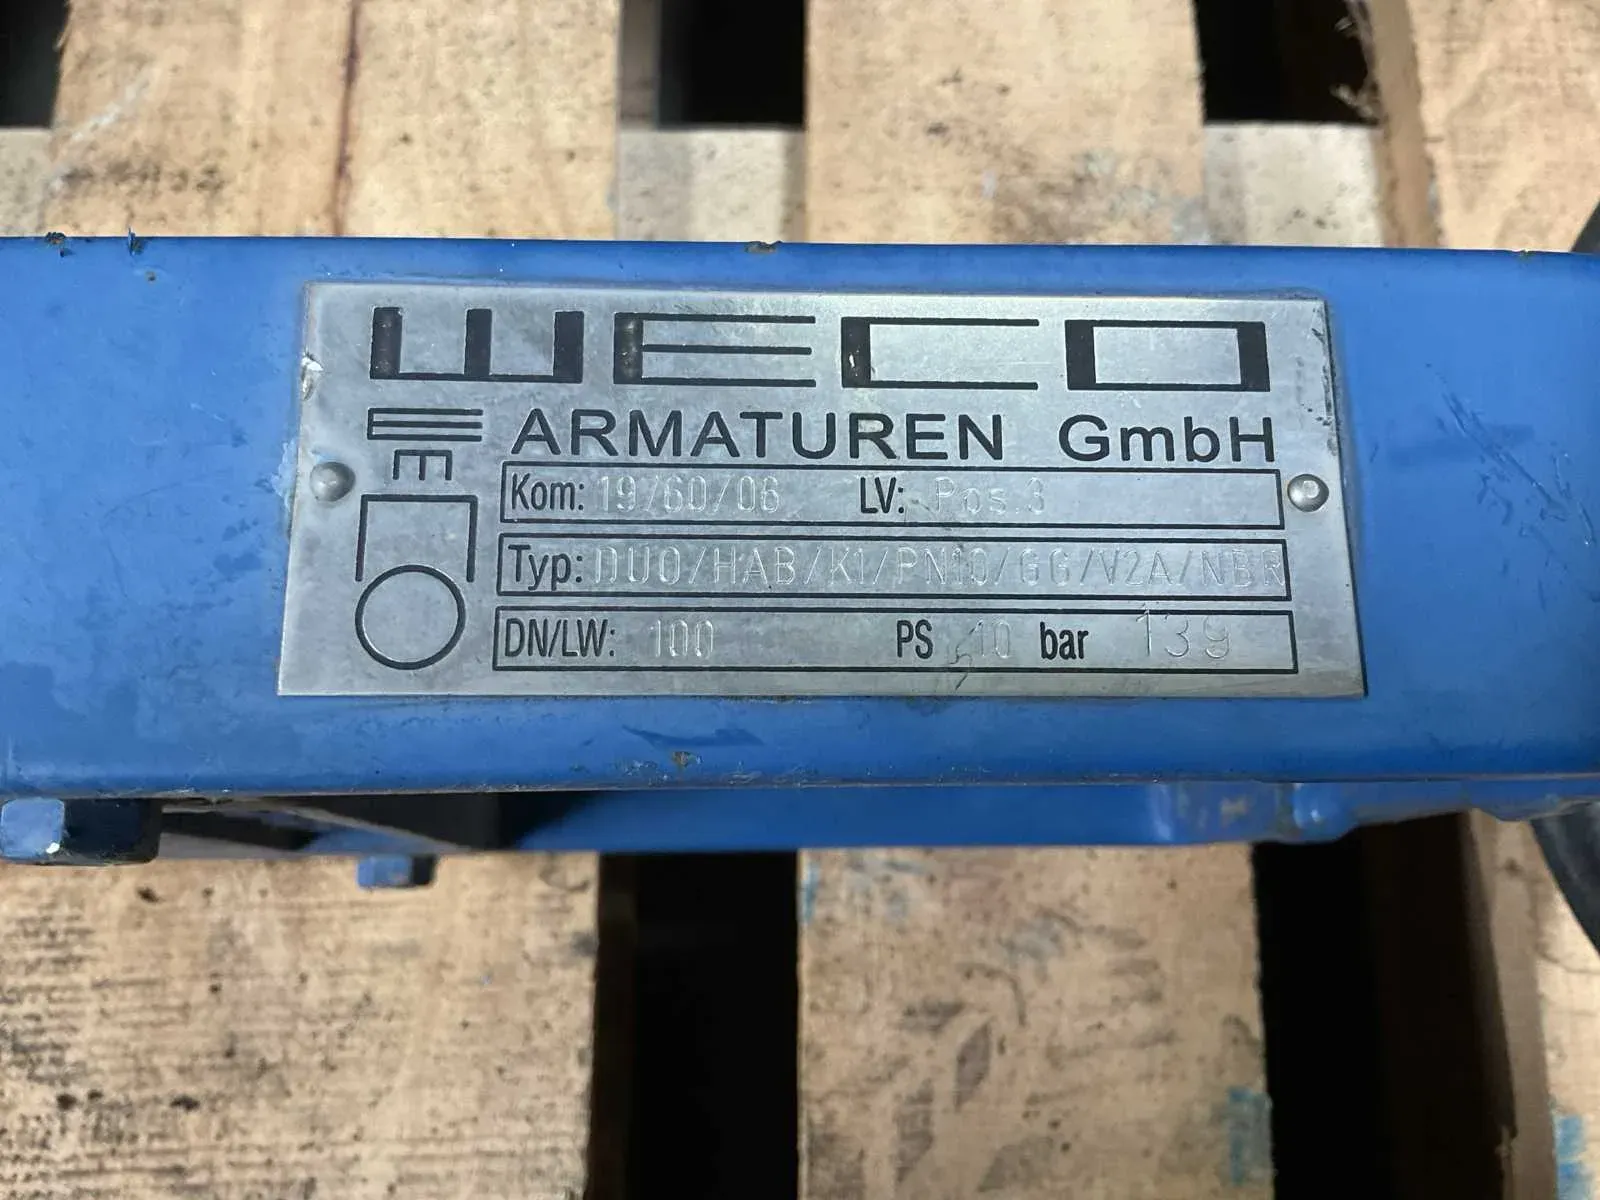 WECO
ARMATUREN GmbH
WECO
Kom: 19/60/06 LV: Pos.3
Typ: DUO/HAB/K1/PN10/GG/V2A/NBR
DN/LW: 100 PS 10 bar 139